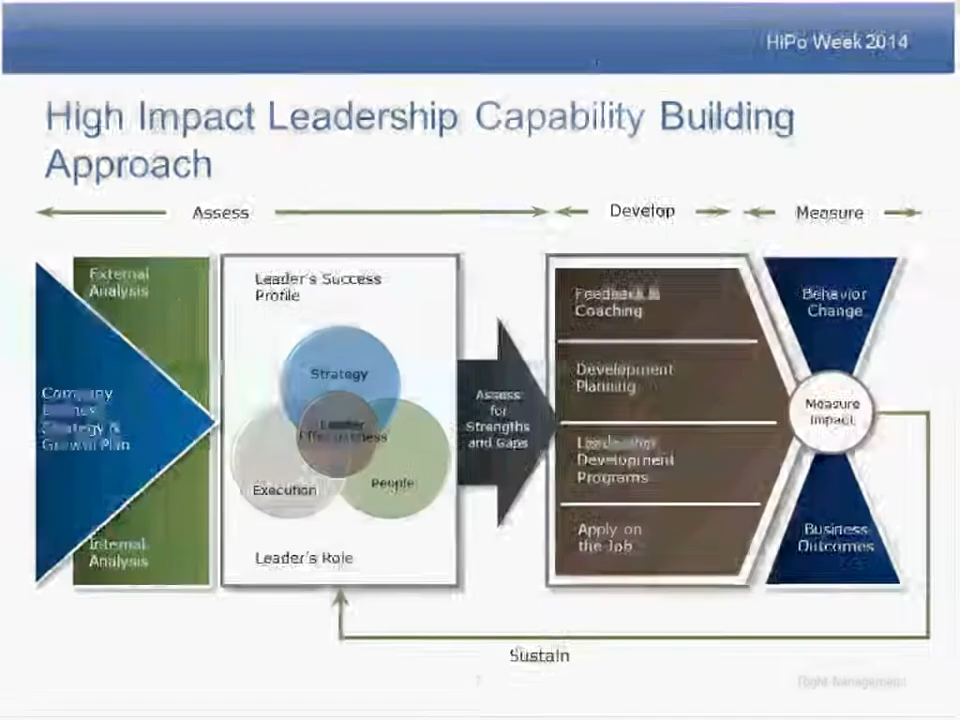 HiPo Week 2014
High Impact Leadership Capability Building
Approach
Assess
Develop
Measure
External
Analysis
Company
Strategy &
Growth Plan
Internal
Analysis
Leader's Success
Profile
Strategy
Leader
Effectiveness
Execution
People
Leader's Role
Assess
for
Strengths
and Gaps
Feedback &
Coaching
Development
Planning
Leadership
Development
Programs
Apply on
the Job
Behavior
Change
Measure
Impact
Business
Outcomes
Sustain
Right Management